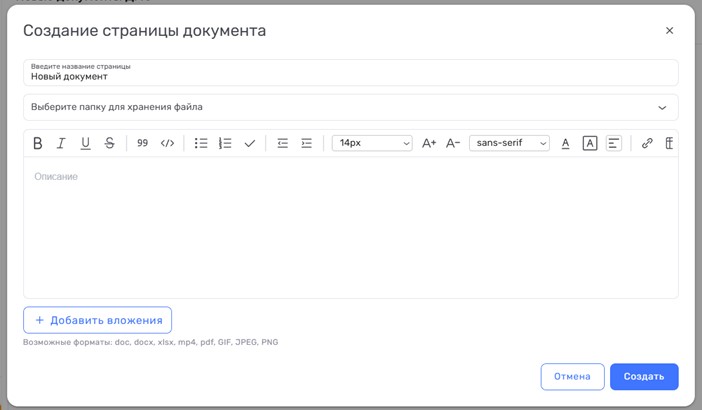 Создание страницы документа
Введите название страницы
Новый документ
Выберите папку для хранения файла
B I U S 99 </> 14px A+ A− sans-serif A A
Описание
+ Добавить вложения
Возможные форматы: doc, docx, xlsx, mp4, pdf, GIF, JPEG, PNG
Отмена Создать